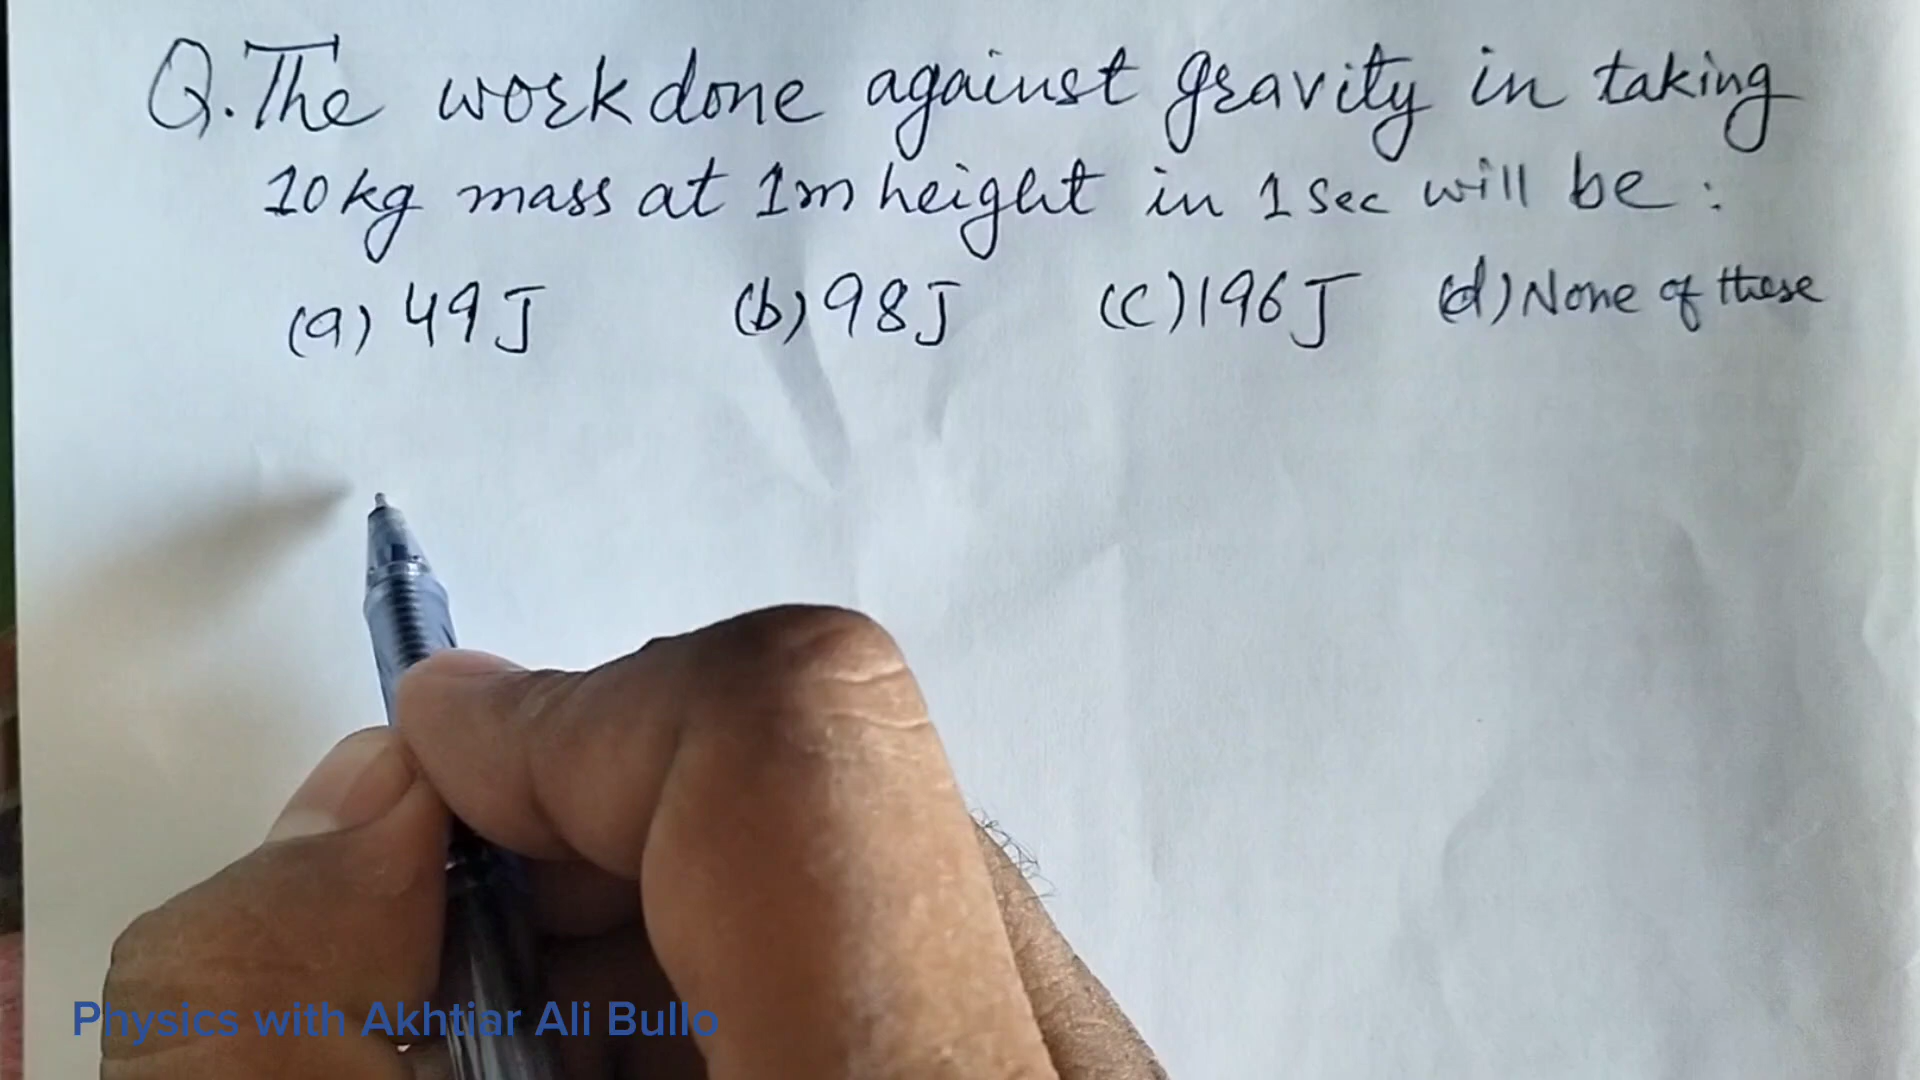 Q. The work done against gravity in taking
10 kg mass at 1m height in 1 sec will be :
(a) 49 J (b) 98 J (c) 196 J (d) None of these
Physics with Akhtiar Ali Bullo